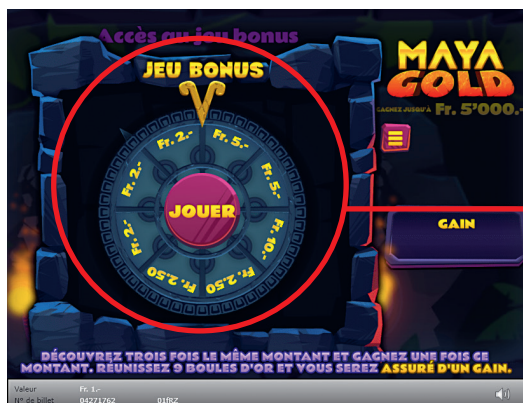 Accès au jeu bonus
JEU BONUS
MAYA
GOLD
GAGNEZ JUSQU'À Fr. 5'000.-
Fr. 2.-
Fr. 5.-
Fr. 2.-
Fr. 5.-
JOUER
Fr. 2.-
Fr. 10.-
Fr. 2.50
Fr. 2.50
GAIN
DÉCOUVREZ TROIS FOIS LE MÊME MONTANT ET GAGNEZ UNE FOIS CE
MONTANT. RÉUNISSEZ 9 BOULES D'OR ET VOUS SEREZ ASSURÉ D'UN GAIN.
Valeur Fr. 1.-
N° de billet 04271762 01fRZ